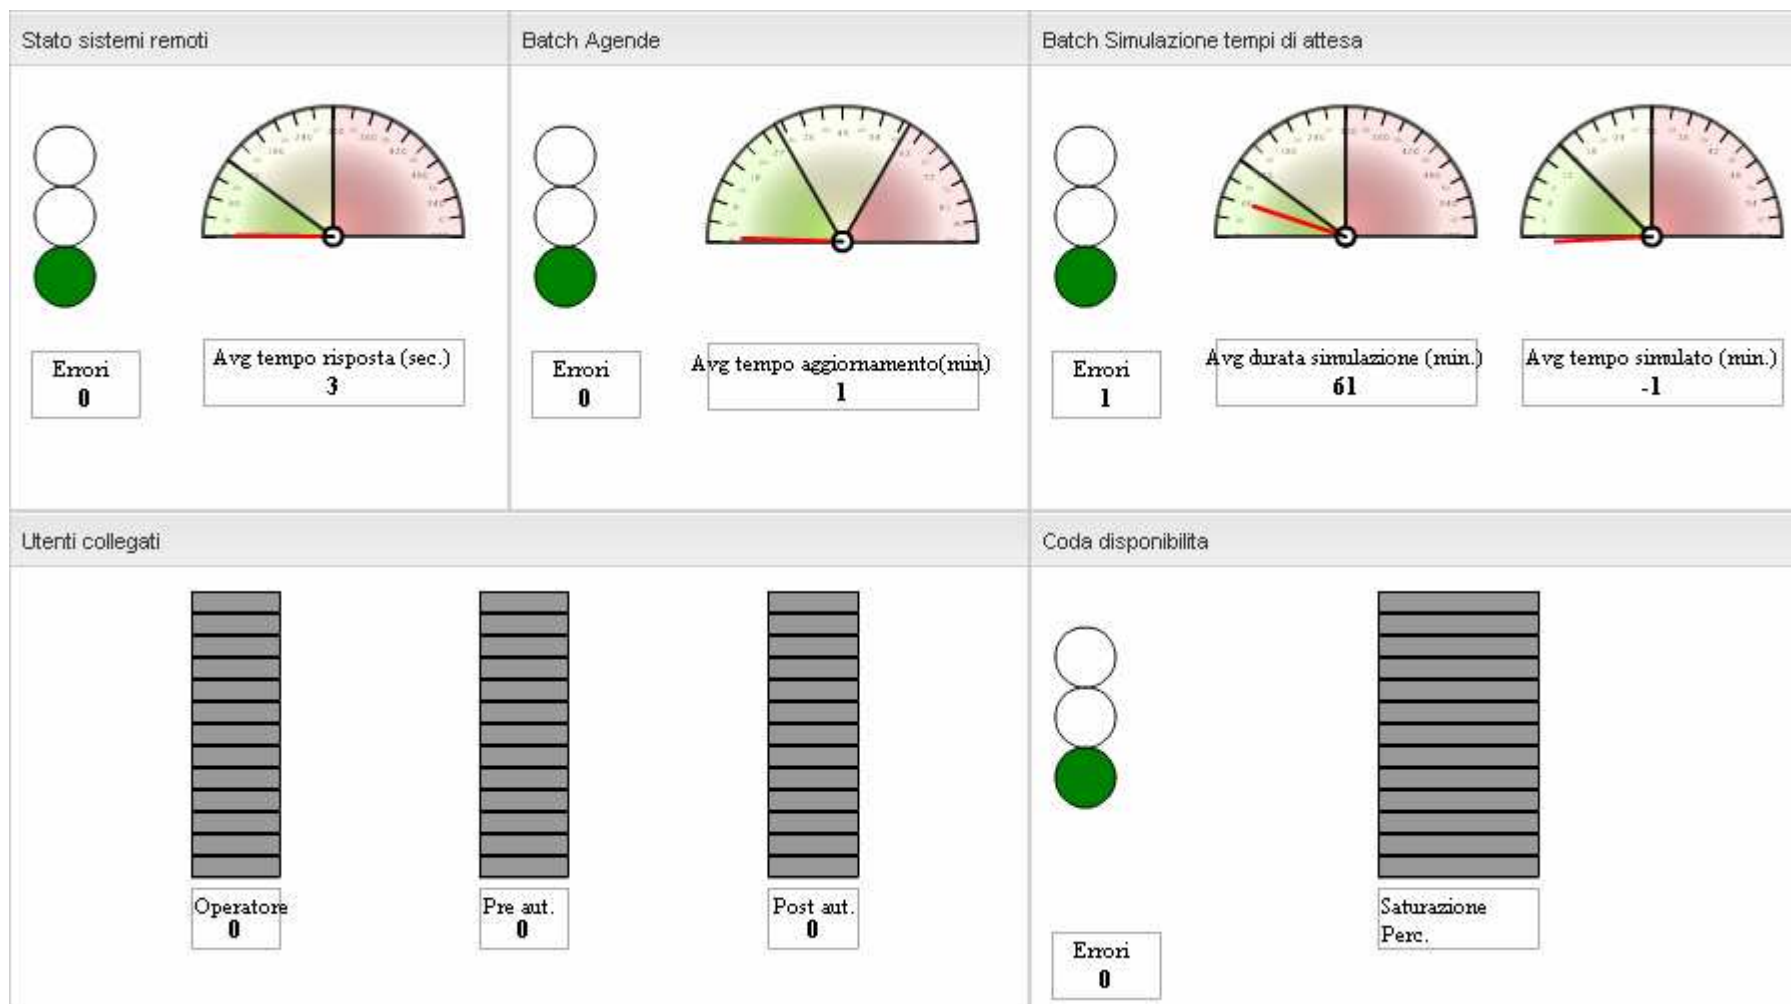 Stato sistemi remoti
Errori
0
Avg tempo risposta (sec.)
3
Batch Agende
Errori
0
Avg tempo aggiornamento(min)
1
Batch Simulazione tempi di attesa
Errori
1
Avg durata simulazione (min.)
61
Avg tempo simulato (min.)
-1
Utenti collegati
Operatore
0
Pre aut.
0
Post aut.
0
Coda disponibilita
Errori
0
Saturazione
Perc.